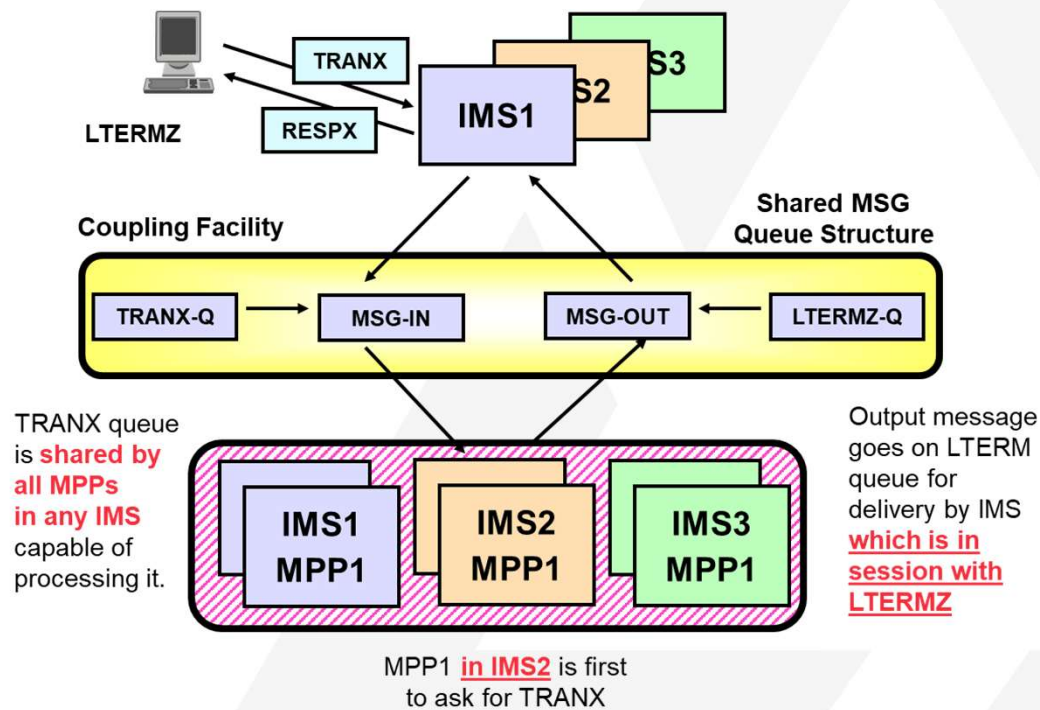 TRANX
RESPX
LTERMZ
IMS1
S2
S3
Coupling Facility
Shared MSG
Queue Structure
TRANX-Q
MSG-IN
MSG-OUT
LTERMZ-Q
TRANX queue
is shared by
all MPPs
in any IMS
capable of
processing it.
IMS1
MPP1
IMS2
MPP1
IMS3
MPP1
Output message
goes on LTERM
queue for
delivery by IMS
which is in
session with
LTERMZ
MPP1 in IMS2 is first
to ask for TRANX